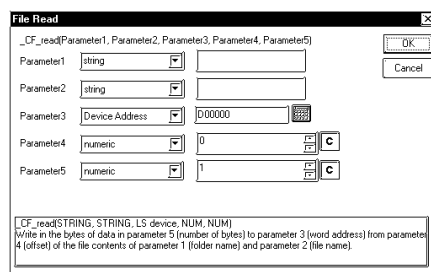 File Read
_CF_read(Parameter1, Parameter2, Parameter3, Parameter4, Parameter5)
OK
Parameter1 string
Cancel
Parameter2 string
Parameter3 Device Address D00000
Parameter4 numeric 0 C
Parameter5 numeric 1 C
_CF_read(STRING, STRING, LS device, NUM, NUM)
Write in the bytes of data in parameter 5 (number of bytes) to parameter 3 (word address) from parameter
4 (offset) of the file contents of parameter 1 (folder name) and parameter 2 (file name).